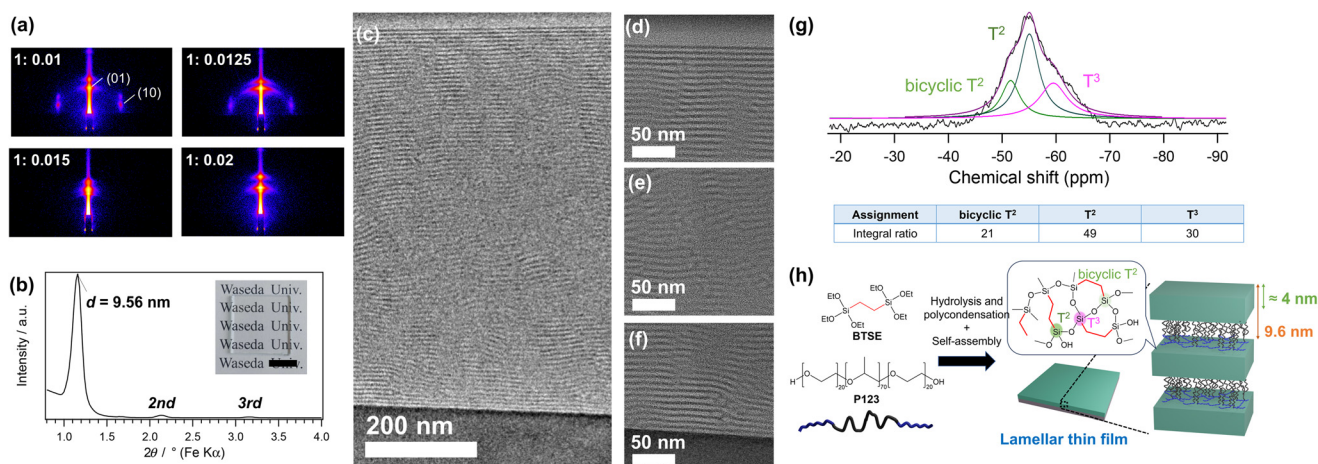 (a)
1: 0.01
(01)
(10)
1: 0.0125
1: 0.015
1: 0.02
(b)
Intensity / a.u.
d = 9.56 nm
2nd
3rd
Waseda Univ.
Waseda Univ.
Waseda Univ.
Waseda Univ.
Waseda Univ.
1.0 1.5 2.0 2.5 3.0 3.5 4.0
2θ / ° (Fe Kα)
(c)
200 nm
(d)
50 nm
(e)
50 nm
(f)
50 nm
(g)
T²
bicyclic T²
T³
-20 -30 -40 -50 -60 -70 -80 -90
Chemical shift (ppm)
Assignment bicyclic T² T² T³
Integral ratio 21 49 30
(h)
EtO OEt
EtO Si Si OEt
OEt EtO
BTSE
H O 20 O 70 O 20 OH
P123
Hydrolysis and
polycondensation
+
Self-assembly
bicyclic T²
T²
T³
Si O Si O Si O Si O Si O Si OH
OH
Lamellar thin film
≈ 4 nm
9.6 nm